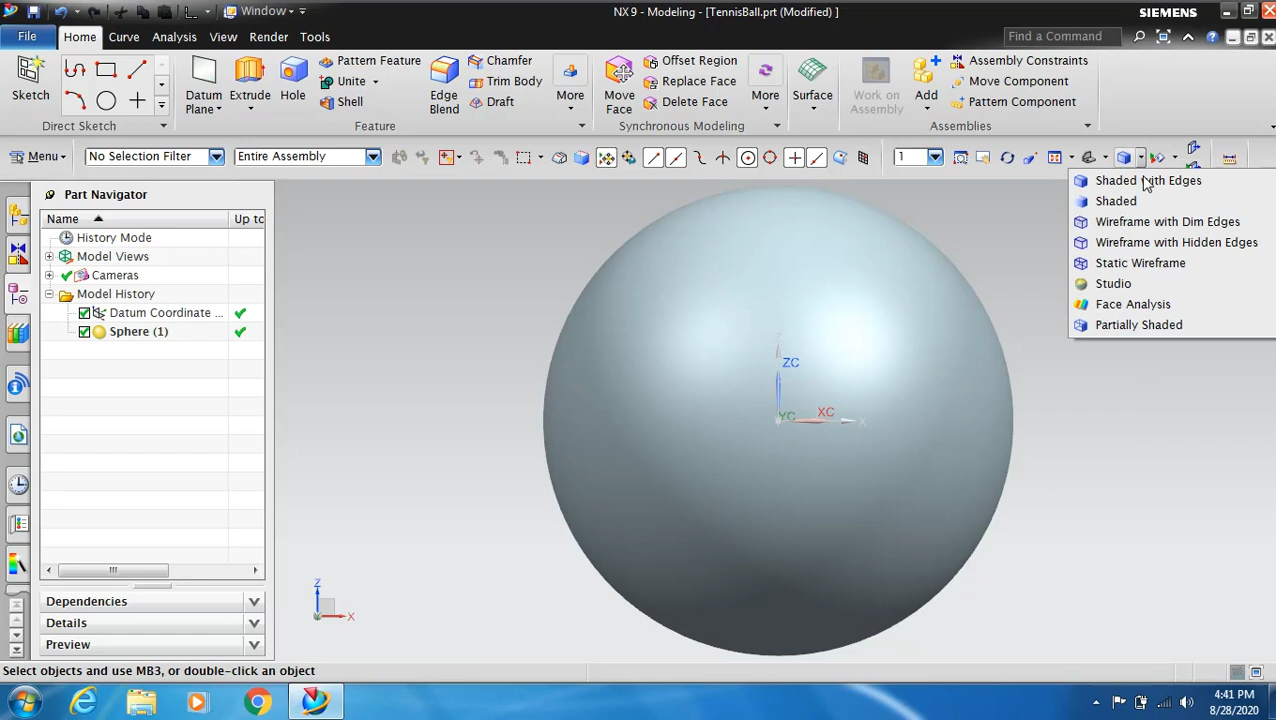 Window
NX 9 - Modeling - [TennisBall.prt (Modified) ]
SIEMENS
File
Home
Curve
Analysis
View
Render
Tools
Find a Command
Sketch
Direct Sketch
Datum
Plane
Extrude
Hole
Pattern Feature
Unite
Shell
Edge
Blend
Chamfer
Trim Body
Draft
More
Feature
Move
Face
Offset Region
Replace Face
Delete Face
More
Synchronous Modeling
Surface
Work on
Assembly
Add
Assembly Constraints
Move Component
Pattern Component
Assemblies
Menu
No Selection Filter
Entire Assembly
1
Part Navigator
Name
Up to
History Mode
Model Views
Cameras
Model History
Datum Coordinate ...
Sphere (1)
Dependencies
Details
Preview
Shaded with Edges
Shaded
Wireframe with Dim Edges
Wireframe with Hidden Edges
Static Wireframe
Studio
Face Analysis
Partially Shaded
Z
ZC
YC
XC
X
Z
X
Select objects and use MB3, or double-click an object
4:41 PM
8/28/2020